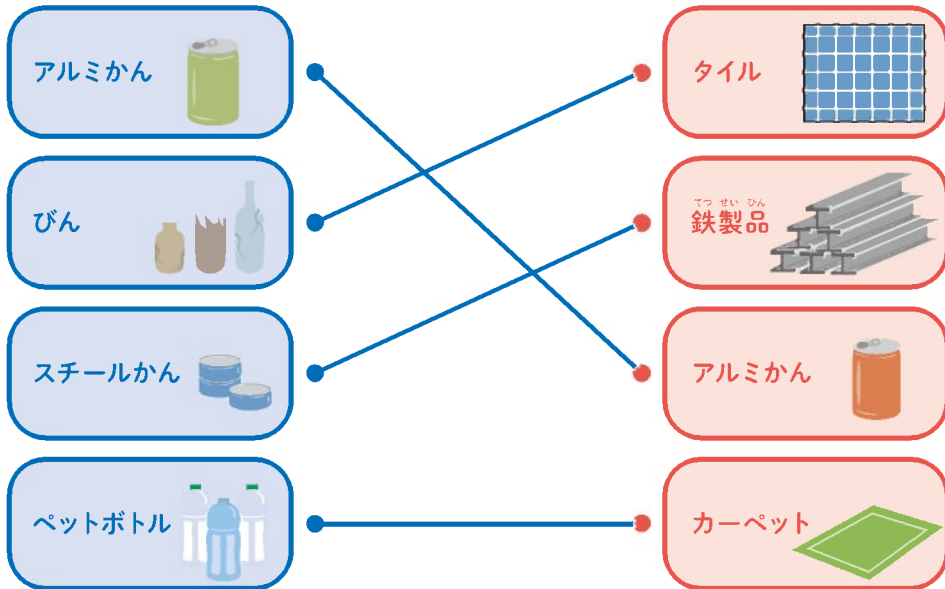 アルミかん
タイル
びん
てつ せい ひん
鉄製品
スチールかん
アルミかん
ペットボトル
カーペット